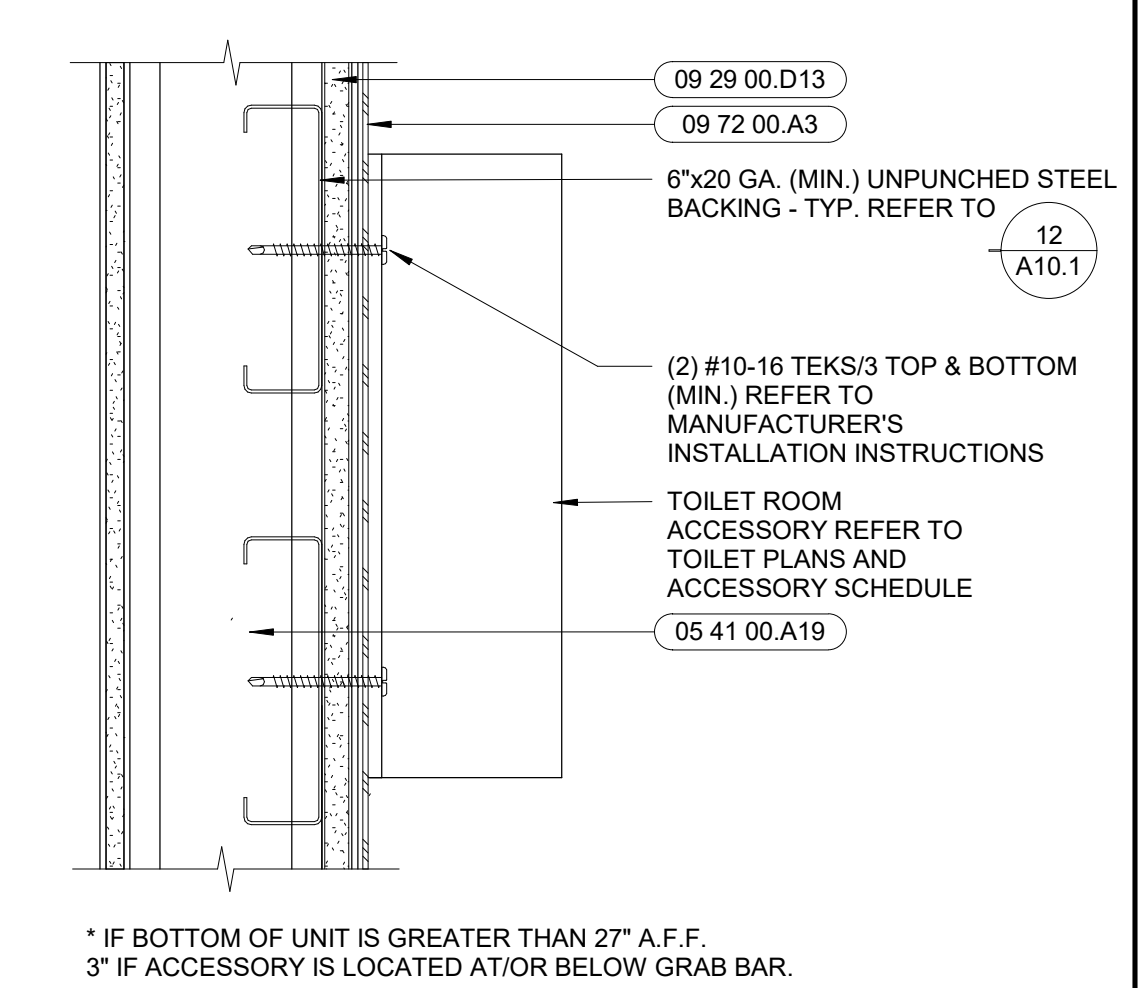 09 29 00.D13
09 72 00.A3
6"x20 GA. (MIN.) UNPUNCHED STEEL
BACKING - TYP. REFER TO
12
A10.1
(2) #10-16 TEKS/3 TOP & BOTTOM
(MIN.) REFER TO
MANUFACTURER'S
INSTALLATION INSTRUCTIONS
TOILET ROOM
ACCESSORY REFER TO
TOILET PLANS AND
ACCESSORY SCHEDULE
05 41 00.A19
* IF BOTTOM OF UNIT IS GREATER THAN 27" A.F.F.
3" IF ACCESSORY IS LOCATED AT/OR BELOW GRAB BAR.